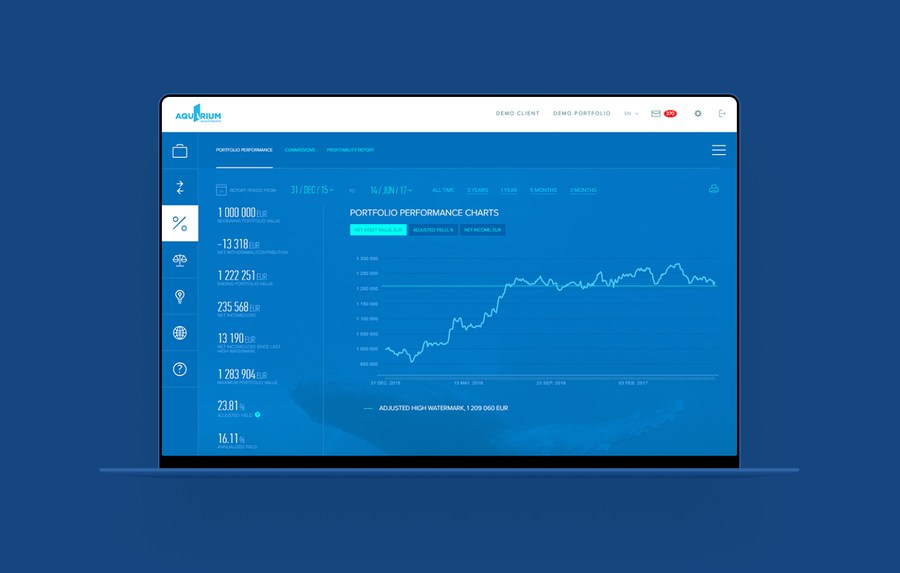 AQUARIUM
DEMO CLIENT
DEMO PORTFOLIO
EN
370
PORTFOLIO PERFORMANCE
COMMISSIONS
PROFITABILITY REPORT
REPORT PERIOD FROM
31 / DEC / 15
TO
14 / JUN / 17
ALL TIME
2 YEARS
1 YEAR
6 MONTHS
3 MONTHS
1 000 000 EUR
BEGINNING PORTFOLIO VALUE
-13 318 EUR
NET WITHDRAWAL/CONTRIBUTION
1 222 251 EUR
ENDING PORTFOLIO VALUE
235 568 EUR
NET INCOME/LOSS
13 190 EUR
NET INCOME/LOSS SINCE LAST
HIGH WATERMARK
1 283 904 EUR
MAXIMUM PORTFOLIO VALUE
23.81 %
ADJUSTED YIELD
16.11 %
ANNUALISED YIELD
PORTFOLIO PERFORMANCE CHARTS
NET ASSET VALUE, EUR
ADJUSTED YIELD, %
NET INCOME, EUR
1 300 000
1 250 000
1 200 000
1 150 000
1 100 000
1 050 000
1 000 000
950 000
31 DEC, 2015
13 MAY, 2016
23 SEP, 2016
03 FEB, 2017
ADJUSTED HIGH WATERMARK, 1 209 060 EUR